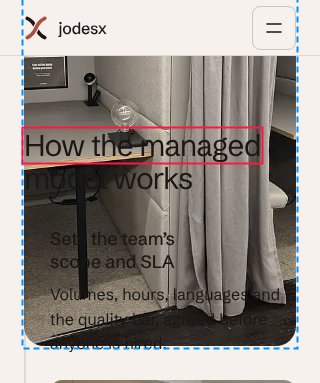 jodesx
How the managed
model works
Sets the team's
scope and SLA
Volumes, hours, languages and
the quality bar, agreed before
anyone is hired.